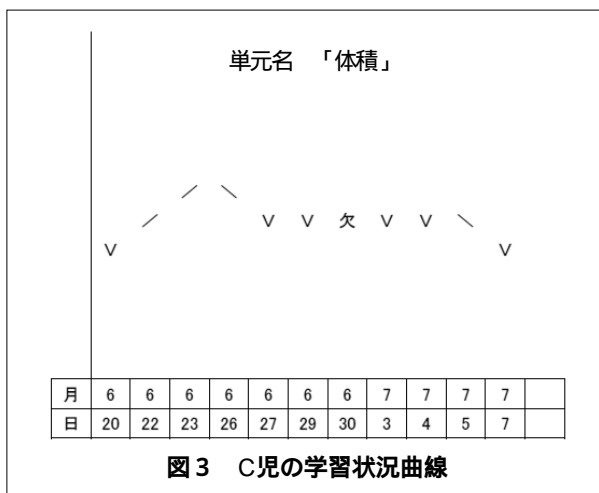 単元名 「体積」
／ ＼
／ V V 欠 V V ＼
V V
月 6 6 6 6 6 6 6 7 7 7 7
日 20 22 23 26 27 29 30 3 4 5 7
図3 C児の学習状況曲線